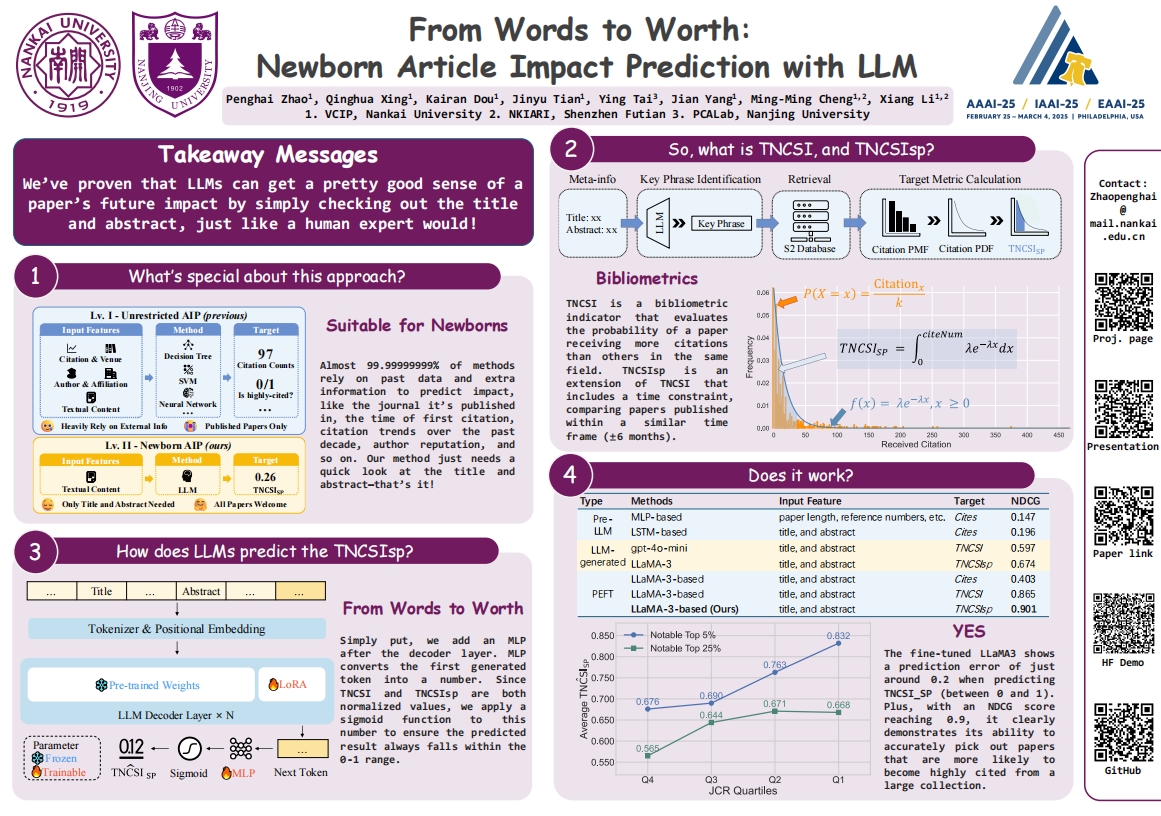 NANKAI UNIVERSITY
1919
NANJING UNIVERSITY
1902
From Words to Worth:
Newborn Article Impact Prediction with LLM
Penghai Zhao1, Qinghua Xing1, Kairan Dou1, Jinyu Tian1, Ying Tai3, Jian Yang1, Ming-Ming Cheng1,2, Xiang Li1,2
1. VCIP, Nankai University 2. NKIARI, Shenzhen Futian 3. PCALab, Nanjing University
AAAI-25 / IAAI-25 / EAAI-25
FEBRUARY 25 – MARCH 4, 2025 | PHILADELPHIA, USA
Takeaway Messages
We've proven that LLMs can get a pretty good sense of a
paper's future impact by simply checking out the title
and abstract, just like a human expert would!
1
What's special about this approach?
Lv. I - Unrestricted AIP (previous)
Input Features
Method
Target
Citation & Venue
Author & Affiliation
Textual Content
Decision Tree
SVM
Neural Network
...
97
Citation Counts
0/1
Is highly-cited?
...
Heavily Rely on External Info
Published Papers Only
Lv. II - Newborn AIP (ours)
Input Features
Method
Target
Textual Content
LLM
0.26
TNCSISP
Only Title and Abstract Needed
All Papers Welcome
Suitable for Newborns
Almost 99.99999999% of methods
rely on past data and extra
information to predict impact,
like the journal it's published
in, the time of first citation,
citation trends over the past
decade, author reputation, and
so on. Our method just needs a
quick look at the title and
abstract—that's it!
2
So, what is TNCSI, and TNCSIsp?
Meta-info
Key Phrase Identification
Retrieval
Target Metric Calculation
Title: xx
Abstract: xx
LLM
Key Phrase
S2 Database
Citation PMF
Citation PDF
TNCSISP
Bibliometrics
TNCSI is a bibliometric
indicator that evaluates
the probability of a paper
receiving more citations
than others in the same
field. TNCSIsp is an
extension of TNCSI that
includes a time constraint,
comparing papers published
within a similar time
frame (±6 months).
P(X = x) = Citationx / k
TNCSISP = ∫0^citeNum λe^−λx dx
f(x) = λe^−λx, x ≥ 0
Frequency
0.06
0.05
0.04
0.03
0.02
0.01
0.00
0 50 100 150 200 250 300 350 400 450
Received Citation
3
How does LLMs predict the TNCSIsp?
... Title ... Abstract ... ...
Tokenizer & Positional Embedding
Pre-trained Weights
LoRA
LLM Decoder Layer × N
Parameter
Frozen
Trainable
0.12
TNĈSI SP
Sigmoid
MLP
...
Next Token
From Words to Worth
Simply put, we add an MLP
after the decoder layer. MLP
converts the first generated
token into a number. Since
TNCSI and TNCSIsp are both
normalized values, we apply a
sigmoid function to this
number to ensure the predicted
result always falls within the
0-1 range.
4
Does it work?
Type Methods Input Feature Target NDCG
Pre-LLM
MLP-based paper length, reference numbers, etc. Cites 0.147
LSTM-based title, and abstract Cites 0.196
LLM-generated
gpt-4o-mini title, and abstract TNCSI 0.597
LLaMA-3 title, and abstract TNCSIsp 0.674
PEFT
LLaMA-3-based title, and abstract Cites 0.403
LLaMA-3-based title, and abstract TNCSI 0.865
LLaMA-3-based (Ours) title, and abstract TNCSIsp 0.901
Notable Top 5%
Notable Top 25%
Average TNĈSISP
0.850
0.800
0.750
0.700
0.650
0.600
0.550
0.676
0.690
0.763
0.832
0.565
0.644
0.671
0.668
Q4 Q3 Q2 Q1
JCR Quartiles
YES
The fine-tuned LLaMA3 shows
a prediction error of just
around 0.2 when predicting
TNCSI_SP (between 0 and 1).
Plus, with an NDCG score
reaching 0.9, it clearly
demonstrates its ability to
accurately pick out papers
that are more likely to
become highly cited from a
large collection.
Contact:
Zhaopenghai
@
mail.nankai
.edu.cn
Proj. page
Presentation
Paper link
HF Demo
GitHub